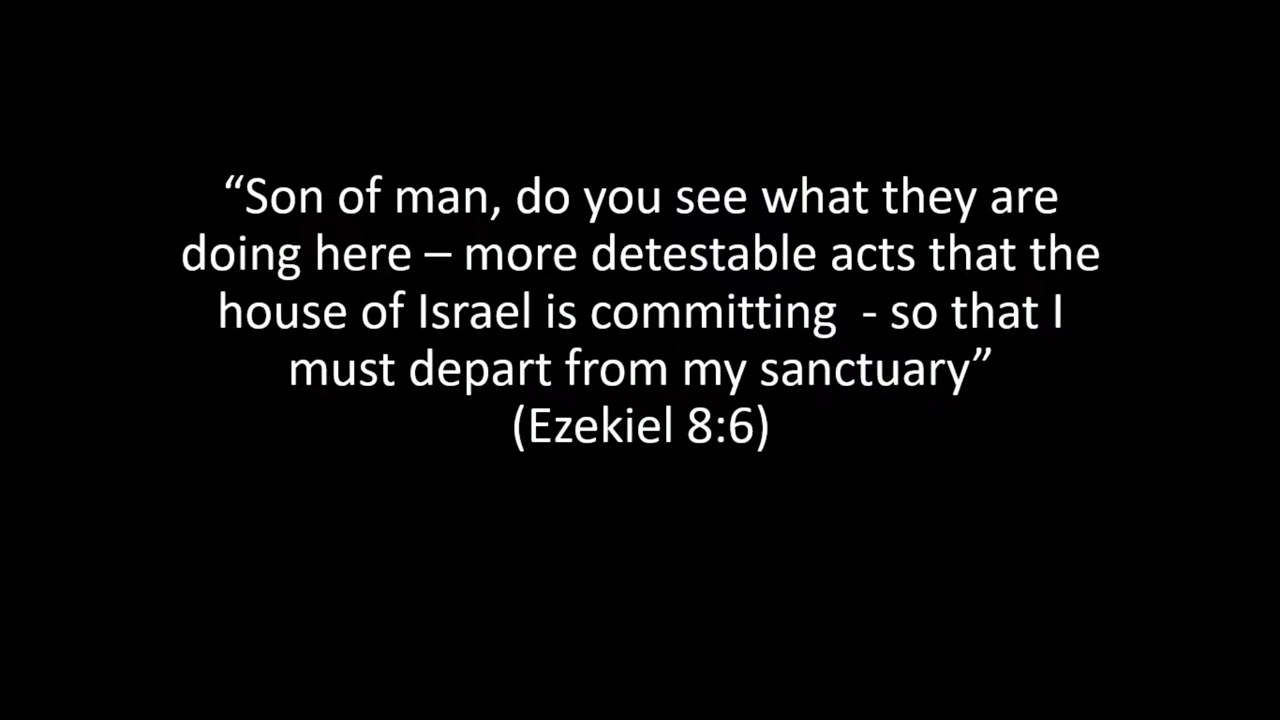 “Son of man, do you see what they are
doing here – more detestable acts that the
house of Israel is committing  - so that I
must depart from my sanctuary”
(Ezekiel 8:6)